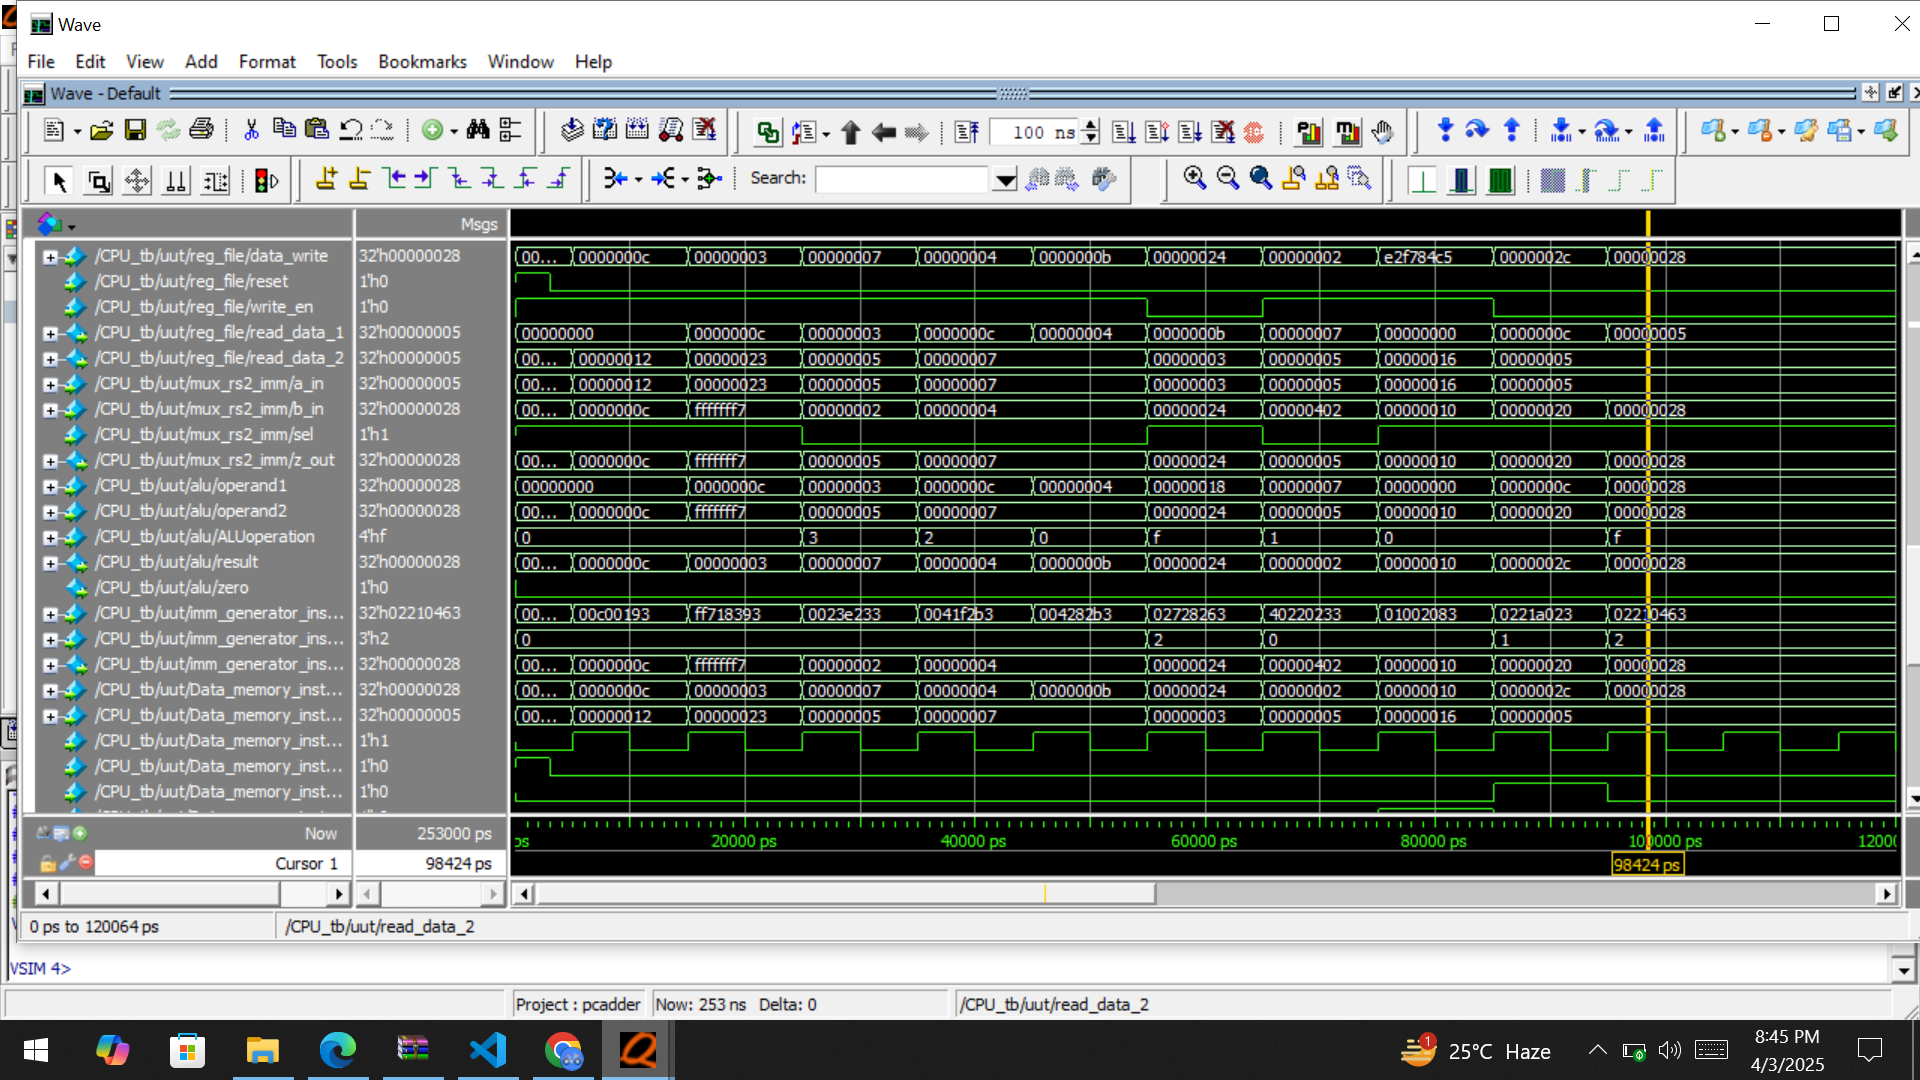 Wave
File Edit View Add Format Tools Bookmarks Window Help
Wave - Default
100 ns
Search:
Msgs
/CPU_tb/uut/reg_file/data_write 32'h00000028 00... 0000000c 00000003 00000007 00000004 0000000b 00000024 00000002 e2f784c5 0000002c 00000028
/CPU_tb/uut/reg_file/reset 1'h0
/CPU_tb/uut/reg_file/write_en 1'h0
/CPU_tb/uut/reg_file/read_data_1 32'h00000005 00000000 0000000c 00000003 0000000c 00000004 0000000b 00000007 00000000 0000000c 00000005
/CPU_tb/uut/reg_file/read_data_2 32'h00000005 00... 00000012 00000023 00000005 00000007 00000003 00000005 00000016 00000005
/CPU_tb/uut/mux_rs2_imm/a_in 32'h00000005 00... 00000012 00000023 00000005 00000007 00000003 00000005 00000016 00000005
/CPU_tb/uut/mux_rs2_imm/b_in 32'h00000028 00... 0000000c fffffff7 00000002 00000004 00000024 00000402 00000010 00000020 00000028
/CPU_tb/uut/mux_rs2_imm/sel 1'h1
/CPU_tb/uut/mux_rs2_imm/z_out 32'h00000028 00... 0000000c fffffff7 00000005 00000007 00000024 00000005 00000010 00000020 00000028
/CPU_tb/uut/alu/operand1 32'h00000028 00000000 0000000c 00000003 0000000c 00000004 00000018 00000007 00000000 0000000c 00000028
/CPU_tb/uut/alu/operand2 32'h00000028 00... 0000000c fffffff7 00000005 00000007 00000024 00000005 00000010 00000020 00000028
/CPU_tb/uut/alu/ALUoperation 4'hf 0 3 2 0 f 1 0 f
/CPU_tb/uut/alu/result 32'h00000028 00... 0000000c 00000003 00000007 00000004 0000000b 00000024 00000002 00000010 0000002c 00000028
/CPU_tb/uut/alu/zero 1'h0
/CPU_tb/uut/imm_generator_ins... 32'h02210463 00... 00c00193 ff718393 0023e233 0041f2b3 004282b3 02728263 40220233 01002083 0221a023 02210463
/CPU_tb/uut/imm_generator_ins... 3'h2 0 2 0 1 2
/CPU_tb/uut/imm_generator_ins... 32'h00000028 00... 0000000c fffffff7 00000002 00000004 00000024 00000402 00000010 00000020 00000028
/CPU_tb/uut/Data_memory_inst... 32'h00000028 00... 0000000c 00000003 00000007 00000004 0000000b 00000024 00000002 00000010 0000002c 00000028
/CPU_tb/uut/Data_memory_inst... 32'h00000005 00... 00000012 00000023 00000005 00000007 00000003 00000005 00000016 00000005
/CPU_tb/uut/Data_memory_inst... 1'h1
/CPU_tb/uut/Data_memory_inst... 1'h0
/CPU_tb/uut/Data_memory_inst... 1'h0
Now 253000 ps ps 20000 ps 40000 ps 60000 ps 80000 ps 100000 ps 12000
Cursor 1 98424 ps 98424 ps
0 ps to 120064 ps /CPU_tb/uut/read_data_2
VSIM 4>
Project : pcadder Now: 253 ns Delta: 0 /CPU_tb/uut/read_data_2
1 25°C Haze 8:45 PM
4/3/2025